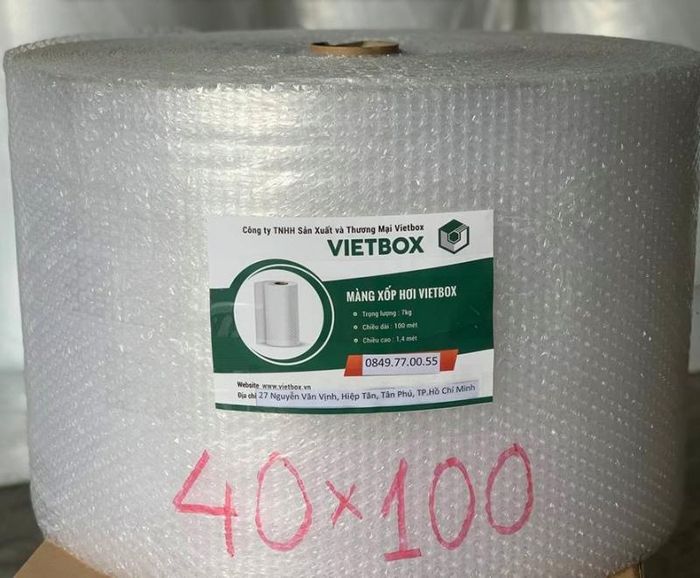 Công ty TNHH Sản Xuất và Thương Mại Vietbox
VIETBOX
MÀNG XỐP HƠI VIETBOX
Trọng lượng : 7kg
Chiều dài : 100 mét
Chiều cao : 1,4 mét
0849.77.00.55
Website www.vietbox.vn
Địa chỉ 27 Nguyễn Văn Vịnh, Hiệp Tân, Tân Phú, TP.Hồ Chí Minh
40x100